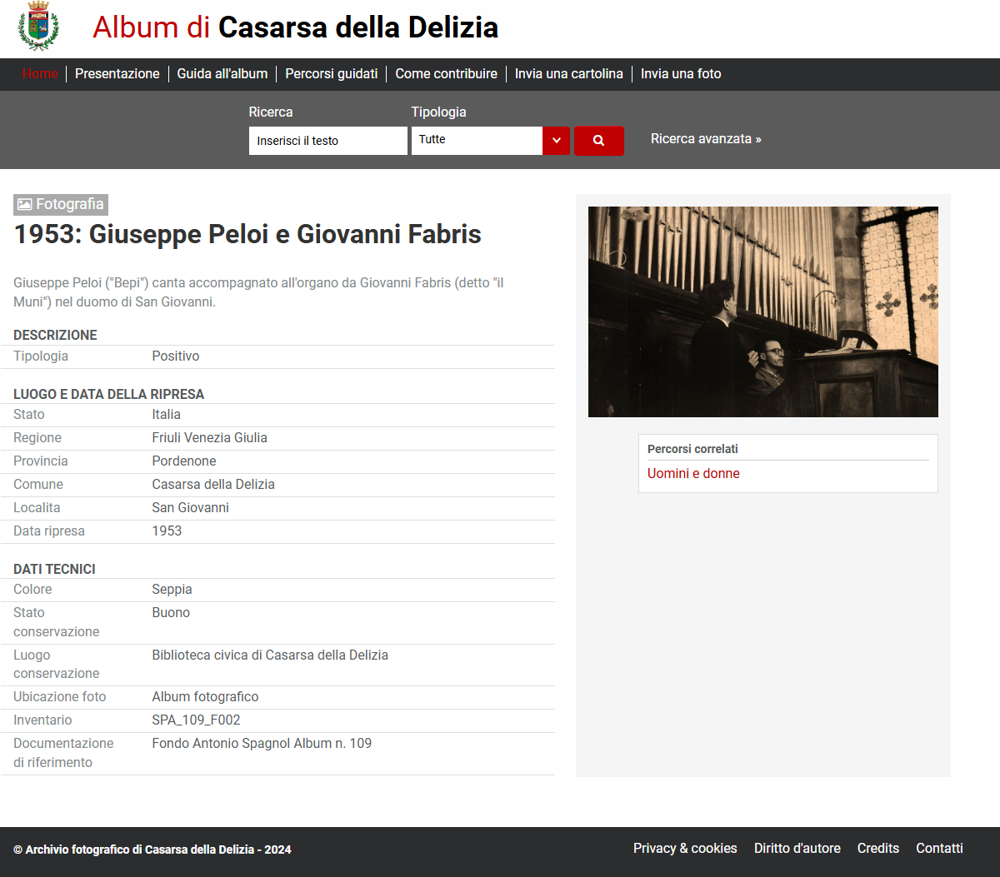 Album di Casarsa della Delizia
Home
Presentazione
Guida all'album
Percorsi guidati
Come contribuire
Invia una cartolina
Invia una foto
Ricerca
Tipologia
Inserisci il testo
Tutte
Ricerca avanzata »
Fotografia
1953: Giuseppe Peloi e Giovanni Fabris
Giuseppe Peloi ("Bepi") canta accompagnato all'organo da Giovanni Fabris (detto "il
Muni") nel duomo di San Giovanni.
DESCRIZIONE
Tipologia Positivo
LUOGO E DATA DELLA RIPRESA
Stato Italia
Regione Friuli Venezia Giulia
Provincia Pordenone
Comune Casarsa della Delizia
Localita San Giovanni
Data ripresa 1953
DATI TECNICI
Colore Seppia
Stato Buono
conservazione
Luogo Biblioteca civica di Casarsa della Delizia
conservazione
Ubicazione foto Album fotografico
Inventario SPA_109_F002
Documentazione Fondo Antonio Spagnol Album n. 109
di riferimento
Percorsi correlati
Uomini e donne
© Archivio fotografico di Casarsa della Delizia - 2024
Privacy & cookies
Diritto d'autore
Credits
Contatti